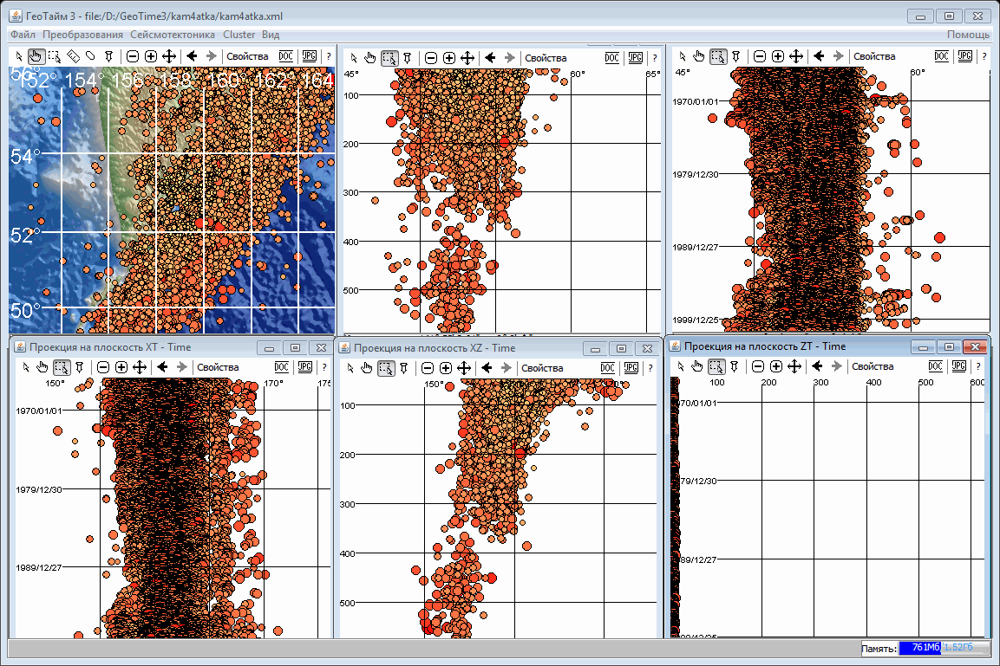 ГеоТайм 3 - file:/D:/GeoTime3/kam4atka/kam4atka.xml
Файл Преобразования Сейсмотектоника Cluster Вид Помощь
Свойства DOC JPG ?
56°
152° 154° 156° 158° 160° 162° 164
54°
52°
50°
Свойства DOC JPG ?
45° 60° 65°
100
200
300
400
500
Свойства DOC JPG ?
45° 60°
1970/01/01
1979/12/30
1989/12/27
1999/12/25
Проекция на плоскость XT - Time
Свойства DOC JPG ?
150° 170° 175
1970/01/01
1979/12/30
1989/12/27
Проекция на плоскость XZ - Time
Свойства DOC JPG ?
150°
100
200
300
400
500
Проекция на плоскость ZT - Time
Свойства DOC JPG ?
100 200 300 400 500 600
70/01/01
79/12/30
89/12/27
99/12/25
Память: 761Мб 1.52Гб